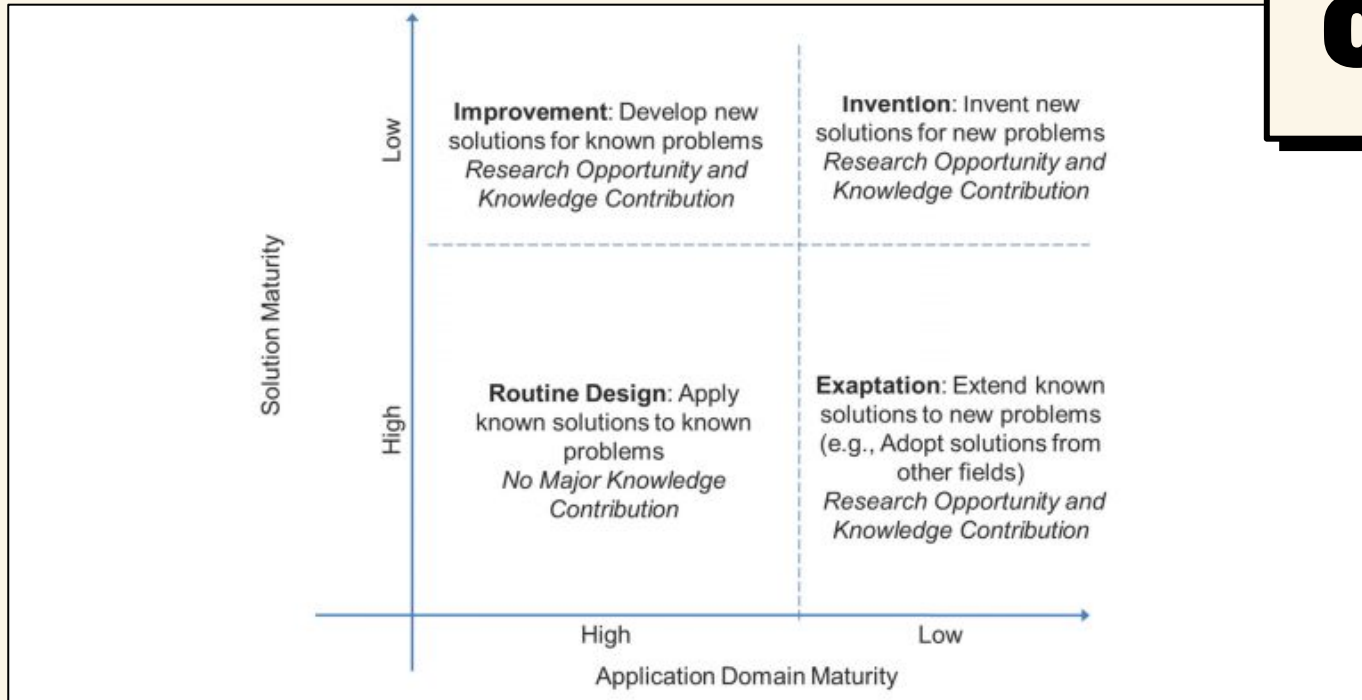 Improvement: Develop new
solutions for known problems
Research Opportunity and
Knowledge Contribution
Invention: Invent new
solutions for new problems
Research Opportunity and
Knowledge Contribution
Low
Solution Maturity
High
Routine Design: Apply
known solutions to known
problems
No Major Knowledge
Contribution
Exaptation: Extend known
solutions to new problems
(e.g., Adopt solutions from
other fields)
Research Opportunity and
Knowledge Contribution
High
Low
Application Domain Maturity